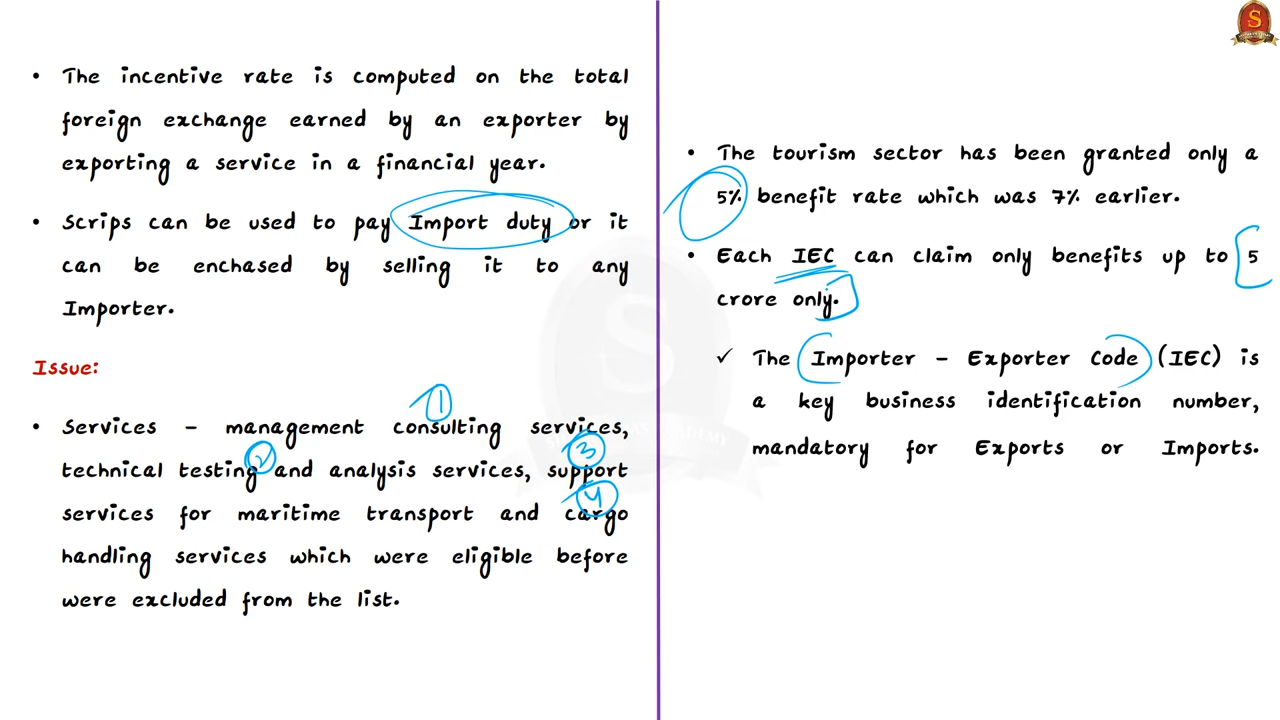 • The incentive rate is computed on the total
foreign exchange earned by an exporter by
exporting a service in a financial year.
• Scrips can be used to pay Import duty or it
can be enchased by selling it to any
Importer.
Issue:
1
• Services - management consulting services,
2 3
technical testing and analysis services, support
4
services for maritime transport and cargo
handling services which were eligible before
were excluded from the list.
S
• The tourism sector has been granted only a
5% benefit rate which was 7% earlier.
• Each IEC can claim only benefits up to 5
crore only.
✓ The Importer - Exporter Code (IEC) is
a key business identification number,
mandatory for Exports or Imports.